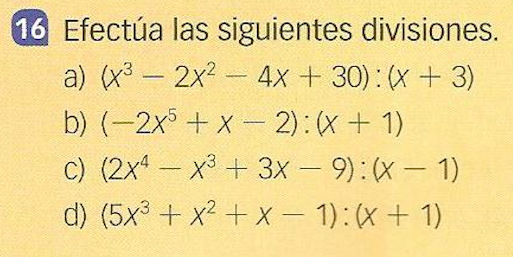 16 Efectúa las siguientes divisiones.
a) (x³ − 2x² − 4x + 30) : (x + 3)
b) (−2x⁵ + x − 2) : (x + 1)
c) (2x⁴ − x³ + 3x − 9) : (x − 1)
d) (5x³ + x² + x − 1) : (x + 1)